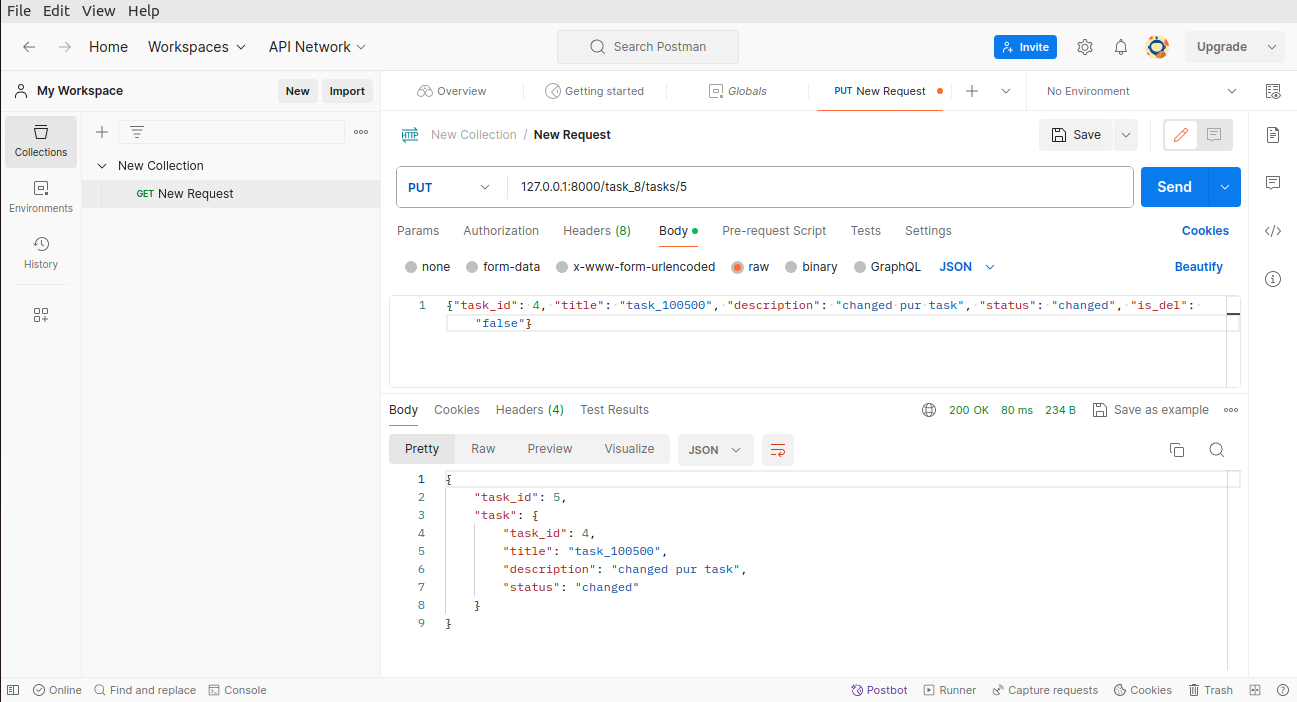 File Edit View Help
Home Workspaces API Network Search Postman Invite Upgrade
My Workspace New Import Overview Getting started Globals PUT New Request No Environment
Collections
Environments
History
New Collection
GET New Request
HTTP New Collection / New Request Save
PUT 127.0.0.1:8000/task_8/tasks/5 Send
Params Authorization Headers (8) Body Pre-request Script Tests Settings Cookies
none form-data x-www-form-urlencoded raw binary GraphQL JSON Beautify
1 {"task_id": 4, "title": "task_100500", "description": "changed pur task", "status": "changed", "is_del":
"false"}
Body Cookies Headers (4) Test Results 200 OK 80 ms 234 B Save as example
Pretty Raw Preview Visualize JSON
1 {
2 "task_id": 5,
3 "task": {
4 "task_id": 4,
5 "title": "task_100500",
6 "description": "changed pur task",
7 "status": "changed"
8 }
9 }
Online Find and replace Console Postbot Runner Capture requests Cookies Trash